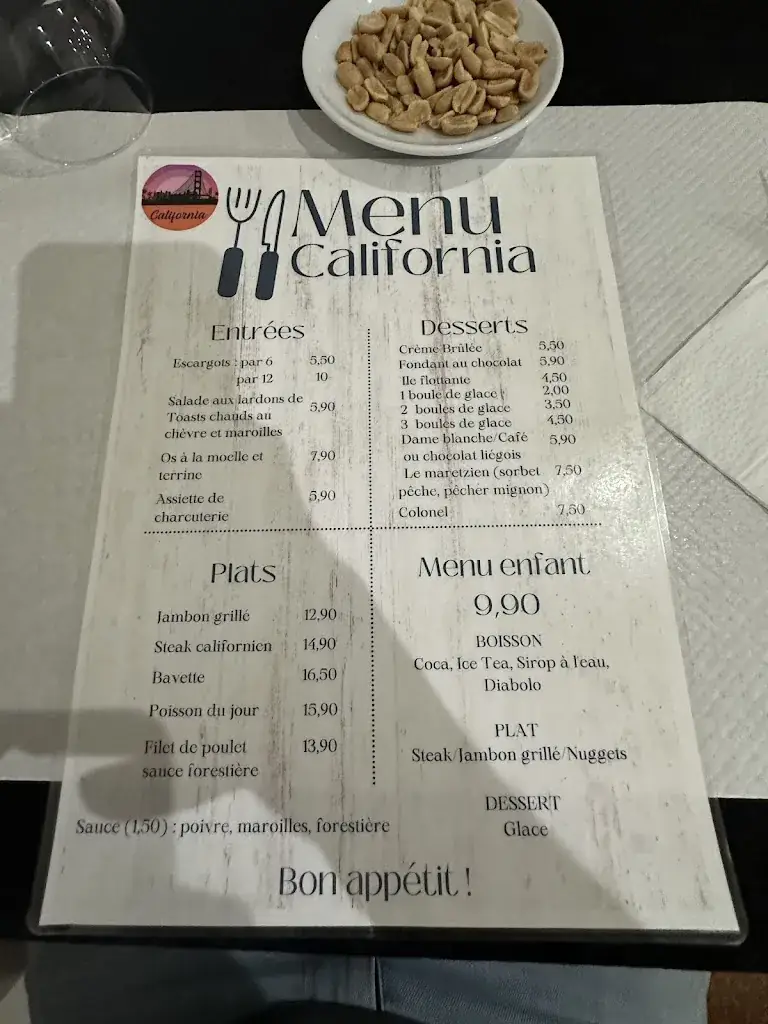 California
Menu
California
Entrées
Escargots : par 6 5,50
par 12 10
Salade aux lardons de
Toasts chauds au 5,90
chèvre et maroilles
Os à la moelle et 7,90
terrine
Assiette de 5,90
charcuterie
Desserts
Crème Brûlée 5,50
Fondant au chocolat 5,90
Ile flottante 4,50
1 boule de glace 2,00
2 boules de glace 3,50
3 boules de glace 4,50
Dame blanche/Café 5,90
ou chocolat liégois
Le maretzien (sorbet 7,50
pêche, pêcher mignon)
Colonel 7,50
Plats
Jambon grillé 12,90
Steak californien 14,90
Bavette 16,50
Poisson du jour 15,90
Filet de poulet 13,90
sauce forestière
Menu enfant
9,90
BOISSON
Coca, Ice Tea, Sirop à l'eau,
Diabolo
PLAT
Steak/Jambon grillé/Nuggets
DESSERT
Glace
Sauce (1,50) : poivre, maroilles, forestière
Bon appétit !